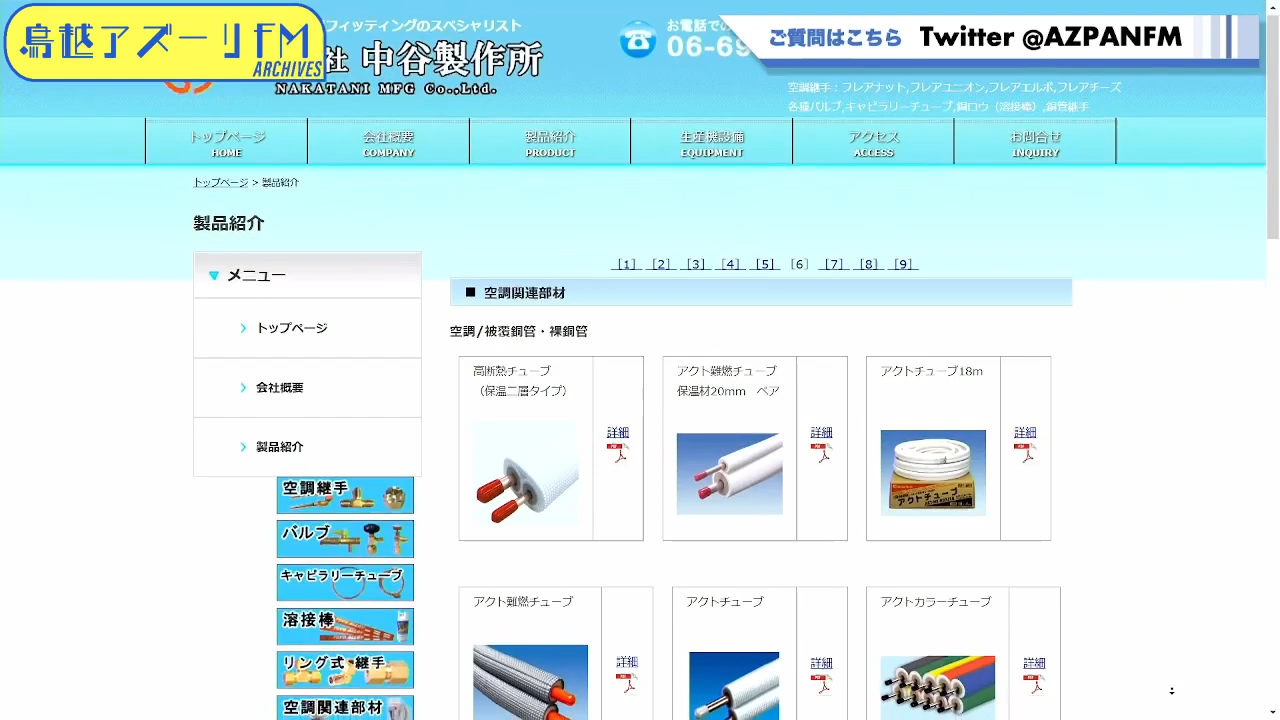 鳥越アズーリFM
ARCHIVES
フィッティングのスペシャリスト
社 中谷製作所
NAKATANI MFG Co.,Ltd.
お電話での
06-69
ご質問はこちら Twitter @AZPANFM
空調継手：フレアナット,フレアユニオン,フレアエルボ,フレアチーズ
各種バルブ,キャピラリーチューブ,銅ロウ（溶接棒）,銅管継手
トップページ 会社概要 製品紹介 生産機設備 アクセス お問合せ
HOME COMPANY PRODUCT EQUIPMENT ACCESS INQUIRY
トップページ > 製品紹介
製品紹介
メニュー
トップページ
会社概要
製品紹介
空調継手
バルブ
キャピラリーチューブ
溶接棒
リング式 継手
空調関連部材
［1］ ［2］ ［3］ ［4］ ［5］ ［6］ ［7］ ［8］ ［9］
■ 空調関連部材
空調/被覆銅管・裸銅管
高断熱チューブ
（保温二層タイプ）
詳細
アクト難燃チューブ
保温材20mm ペア
詳細
アクトチューブ18m
アクトチューブ
詳細
アクト難燃チューブ
詳細
アクトチューブ
詳細
アクトカラーチューブ
詳細